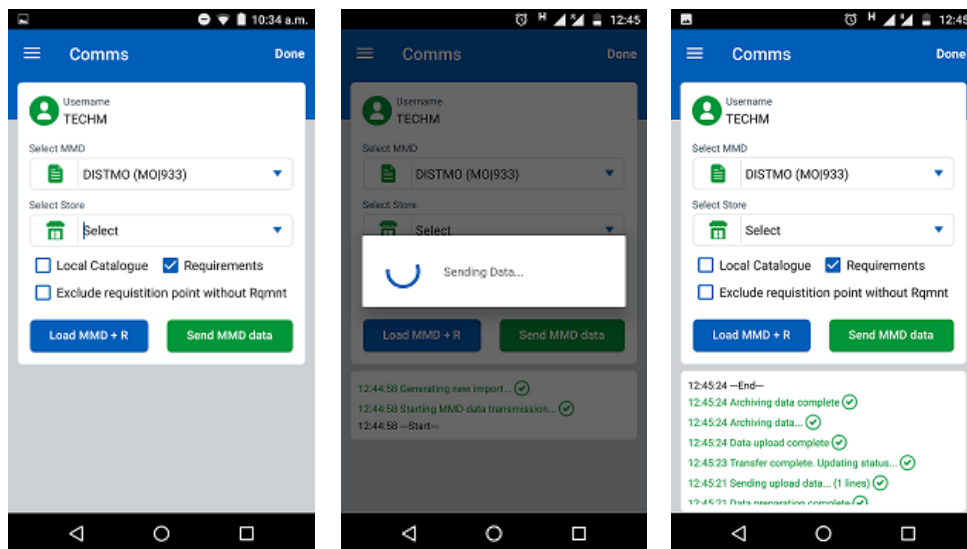 10:34 a.m.
Comms Done
Username
TECHM
Select MMD
DISTMO (MO|933)
Select Store
Select
Local Catalogue Requirements
Exclude requistition point without Rqmnt
Load MMD + R Send MMD data
H 12:45
Comms Done
Username
TECHM
Select MMD
DISTMO (MO|933)
Select Store
Select
Sending Data...
Load MMD + R Send MMD data
12:44:58 Generating new import...
12:44:58 Starting MMD data transmission...
12:44:58 --Start--
H 12:45
Comms Done
Username
TECHM
Select MMD
DISTMO (MO|933)
Select Store
Select
Local Catalogue Requirements
Exclude requistition point without Rqmnt
Load MMD + R Send MMD data
12:45:24 --End--
12:45:24 Archiving data complete
12:45:24 Archiving data...
12:45:24 Data upload complete
12:45:23 Transfer complete. Updating status...
12:45:21 Sending upload data... (1 lines)
12:45:21 Data preparation complete